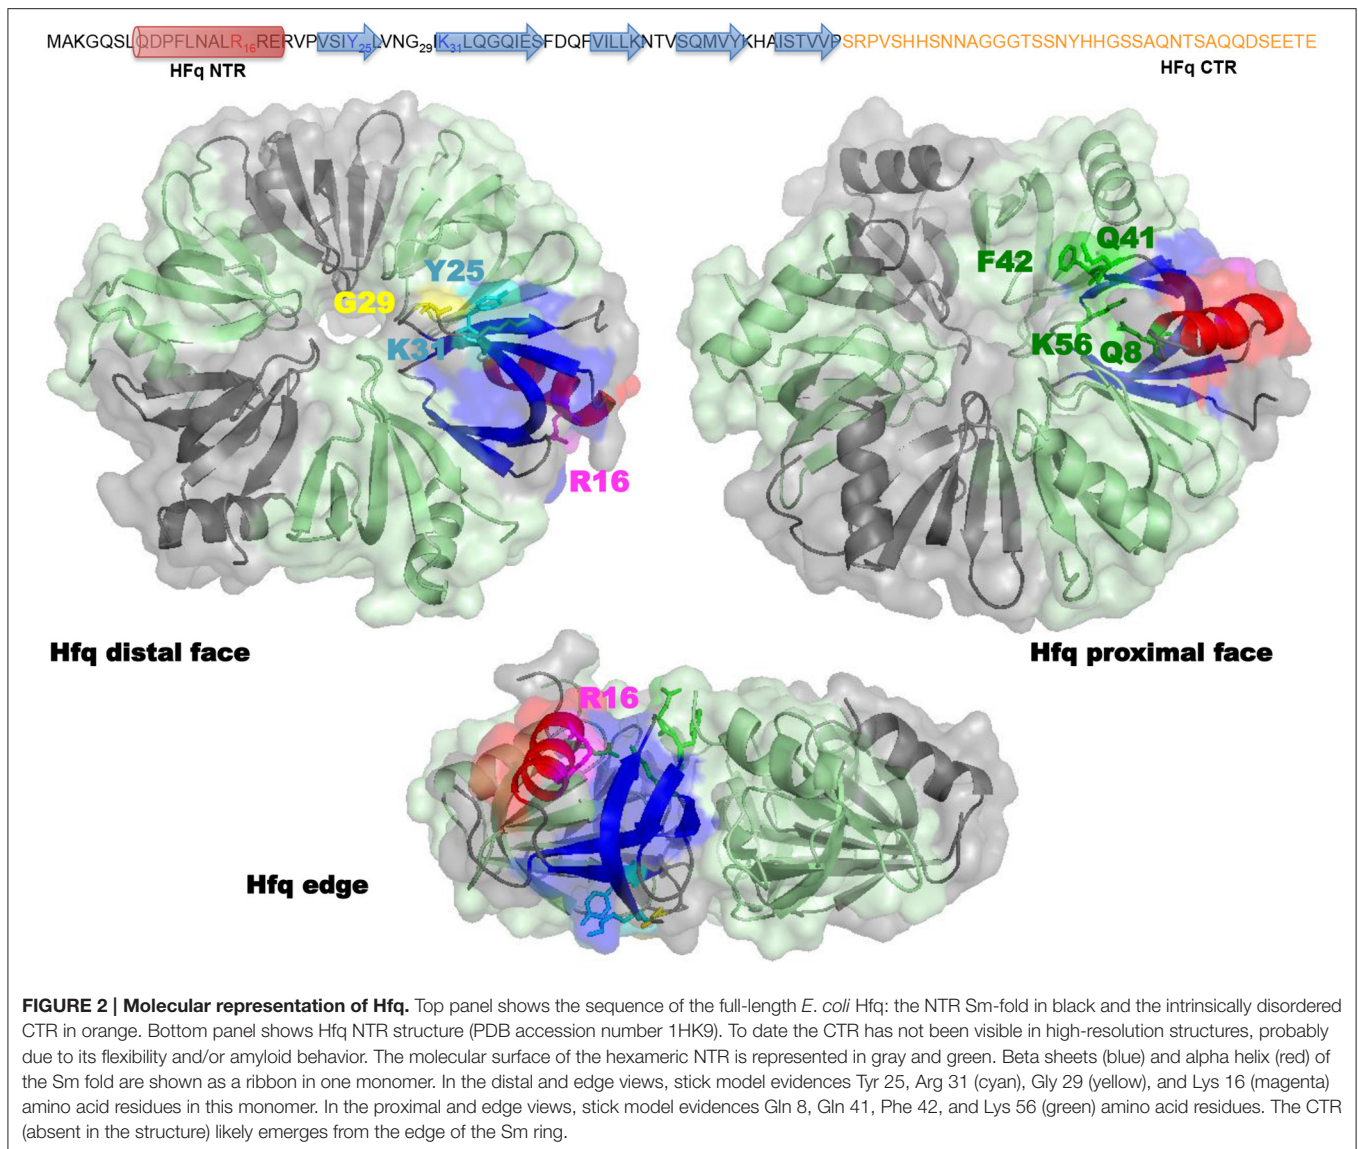 MAKGQSLQDPFLNALR16RERVPVSIY25LVNG29IK31LQGQIESFDQFVILLKNTVSQMVYKHAISTVVPSRPVSHHSNNAGGGTSSNYHHGSSAQNTSAQQDSEETE
HFq NTR
HFq CTR
Y25
G29
K31
R16
Q41
F42
K56
Q8
Hfq distal face
Hfq proximal face
R16
Hfq edge
FIGURE 2 | Molecular representation of Hfq. Top panel shows the sequence of the full-length E. coli Hfq: the NTR Sm-fold in black and the intrinsically disordered
CTR in orange. Bottom panel shows Hfq NTR structure (PDB accession number 1HK9). To date the CTR has not been visible in high-resolution structures, probably
due to its flexibility and/or amyloid behavior. The molecular surface of the hexameric NTR is represented in gray and green. Beta sheets (blue) and alpha helix (red) of
the Sm fold are shown as a ribbon in one monomer. In the distal and edge views, stick model evidences Tyr 25, Arg 31 (cyan), Gly 29 (yellow), and Lys 16 (magenta)
amino acid residues in this monomer. In the proximal and edge views, stick model evidences Gln 8, Gln 41, Phe 42, and Lys 56 (green) amino acid residues. The CTR
(absent in the structure) likely emerges from the edge of the Sm ring.